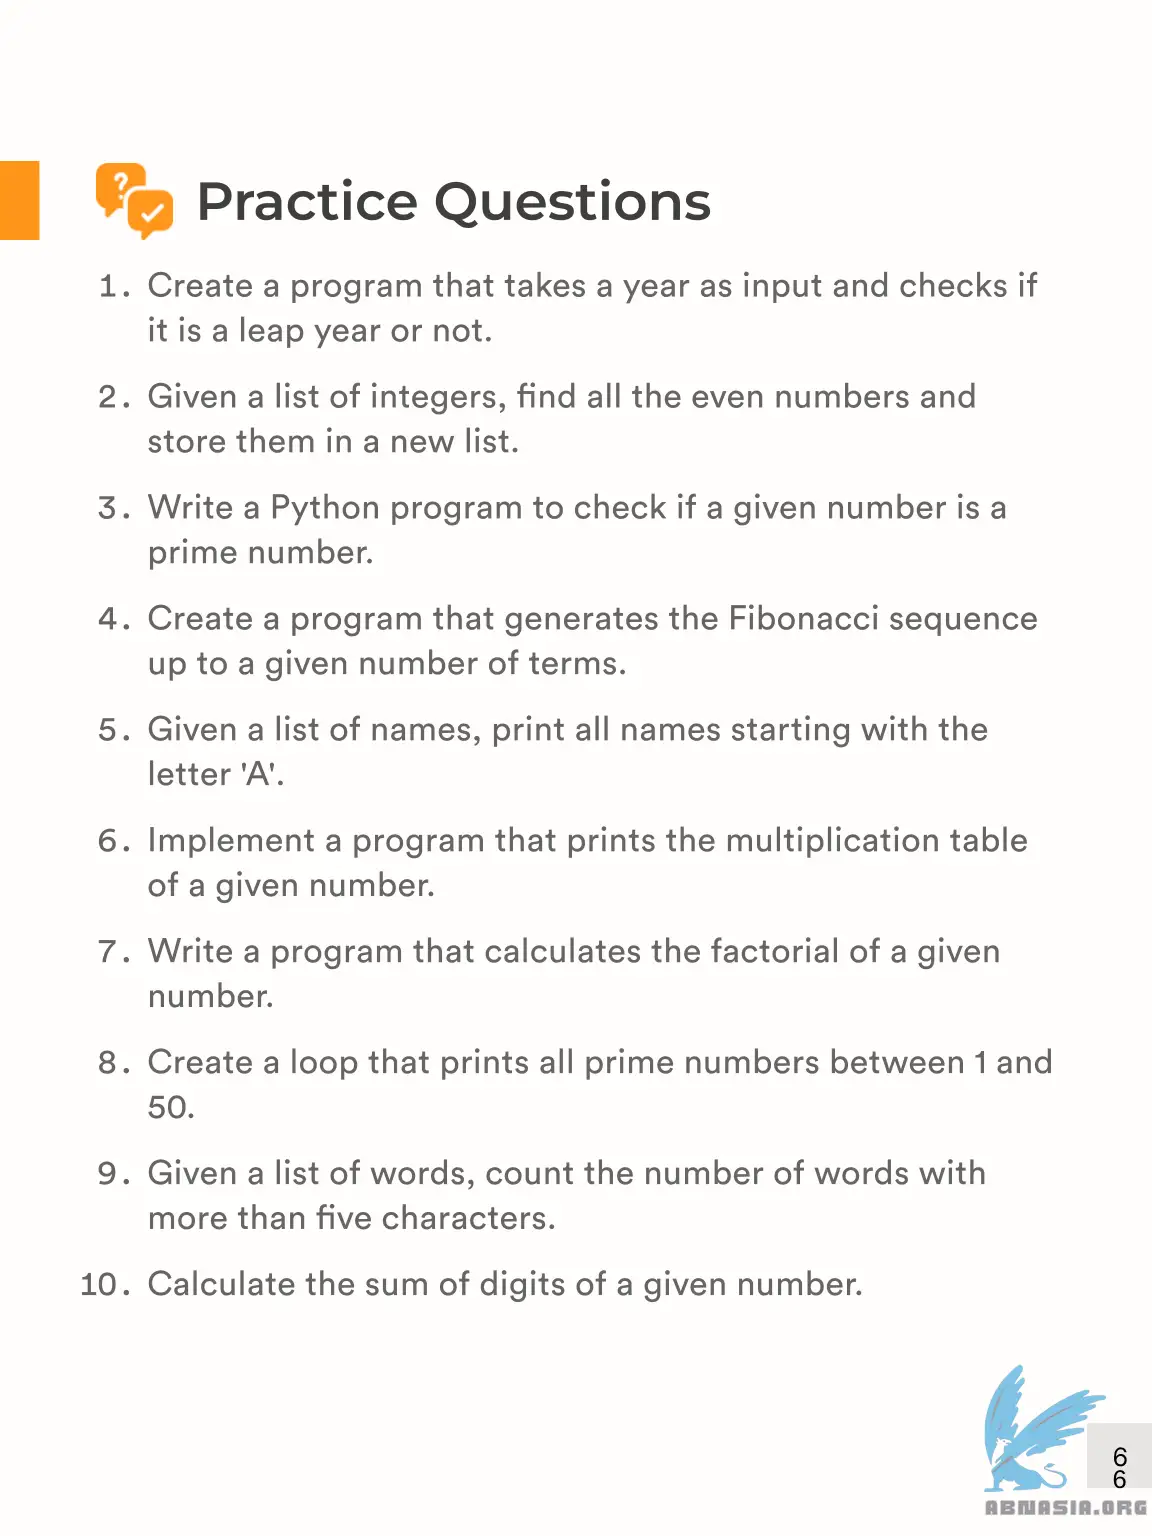 Practice Questions
1. Create a program that takes a year as input and checks if
it is a leap year or not.
2. Given a list of integers, find all the even numbers and
store them in a new list.
3. Write a Python program to check if a given number is a
prime number.
4. Create a program that generates the Fibonacci sequence
up to a given number of terms.
5. Given a list of names, print all names starting with the
letter 'A'.
6. Implement a program that prints the multiplication table
of a given number.
7. Write a program that calculates the factorial of a given
number.
8. Create a loop that prints all prime numbers between 1 and
50.
9. Given a list of words, count the number of words with
more than five characters.
10. Calculate the sum of digits of a given number.
6
6
ABNASIA.ORG